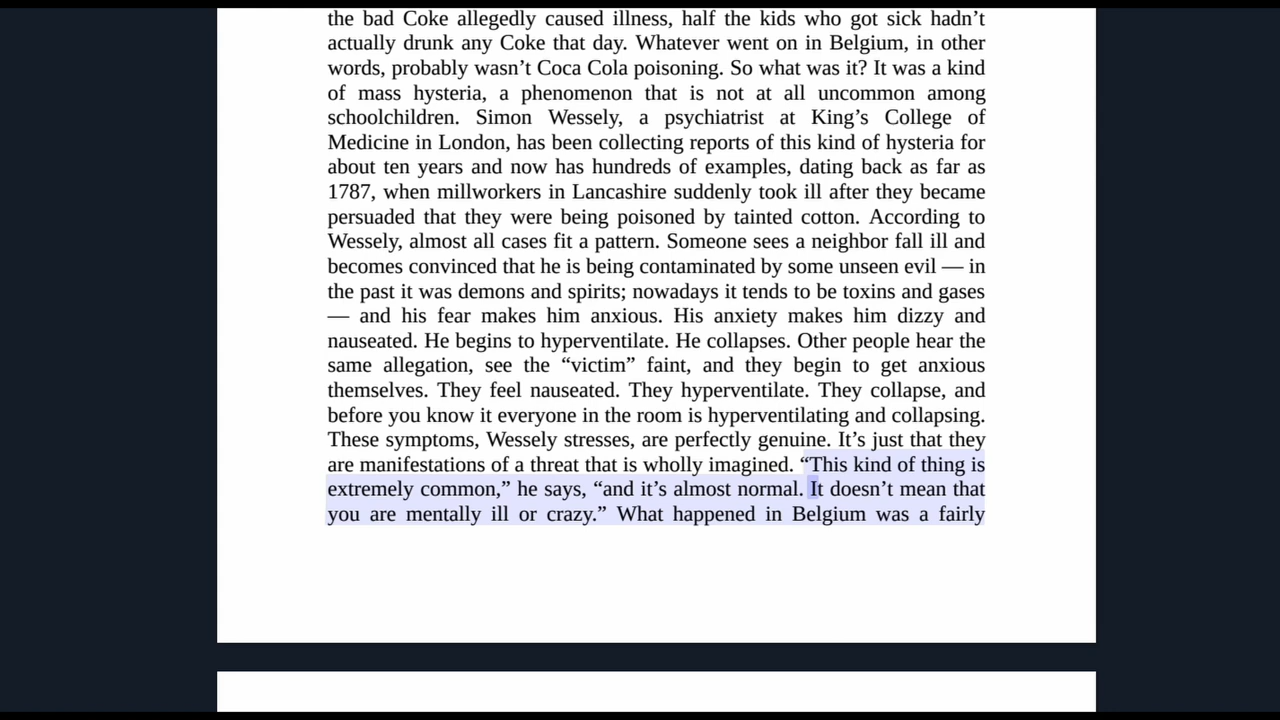 the bad Coke allegedly caused illness, half the kids who got sick hadn’t
actually drunk any Coke that day. Whatever went on in Belgium, in other
words, probably wasn’t Coca Cola poisoning. So what was it? It was a kind
of mass hysteria, a phenomenon that is not at all uncommon among
schoolchildren. Simon Wessely, a psychiatrist at King’s College of
Medicine in London, has been collecting reports of this kind of hysteria for
about ten years and now has hundreds of examples, dating back as far as
1787, when millworkers in Lancashire suddenly took ill after they became
persuaded that they were being poisoned by tainted cotton. According to
Wessely, almost all cases fit a pattern. Someone sees a neighbor fall ill and
becomes convinced that he is being contaminated by some unseen evil — in
the past it was demons and spirits; nowadays it tends to be toxins and gases
— and his fear makes him anxious. His anxiety makes him dizzy and
nauseated. He begins to hyperventilate. He collapses. Other people hear the
same allegation, see the “victim” faint, and they begin to get anxious
themselves. They feel nauseated. They hyperventilate. They collapse, and
before you know it everyone in the room is hyperventilating and collapsing.
These symptoms, Wessely stresses, are perfectly genuine. It’s just that they
are manifestations of a threat that is wholly imagined. “This kind of thing is
extremely common,” he says, “and it’s almost normal. It doesn’t mean that
you are mentally ill or crazy.” What happened in Belgium was a fairly